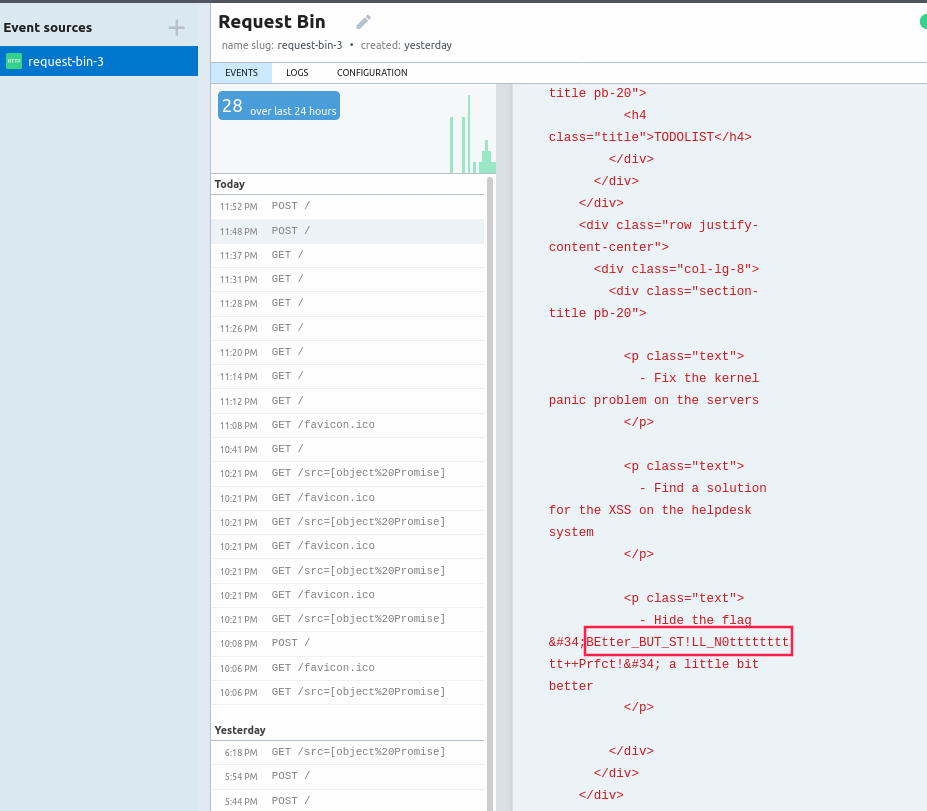 Event sources
+
HTTP request-bin-3
Request Bin
name slug: request-bin-3 • created: yesterday
EVENTS LOGS CONFIGURATION
28 over last 24 hours
Today
11:52 PM POST /
11:48 PM POST /
11:37 PM GET /
11:31 PM GET /
11:28 PM GET /
11:26 PM GET /
11:20 PM GET /
11:14 PM GET /
11:12 PM GET /
11:08 PM GET /favicon.ico
10:41 PM GET /
10:21 PM GET /src=[object%20Promise]
10:21 PM GET /favicon.ico
10:21 PM GET /src=[object%20Promise]
10:21 PM GET /favicon.ico
10:21 PM GET /src=[object%20Promise]
10:21 PM GET /favicon.ico
10:21 PM GET /src=[object%20Promise]
10:08 PM POST /
10:06 PM GET /favicon.ico
10:06 PM GET /src=[object%20Promise]
Yesterday
6:18 PM GET /src=[object%20Promise]
5:54 PM POST /
5:44 PM POST /
title pb-20">
<h4
class="title">TODOLIST</h4>
</div>
</div>
</div>
<div class="row justify-
content-center">
<div class="col-lg-8">
<div class="section-
title pb-20">
<p class="text">
- Fix the kernel
panic problem on the servers
</p>
<p class="text">
- Find a solution
for the XSS on the helpdesk
system
</p>
<p class="text">
- Hide the flag
&#34;BEtter_BUT_ST!LL_N0tttttttt
tt++Prfct!&#34; a little bit
better
</p>
</div>
</div>
</div>